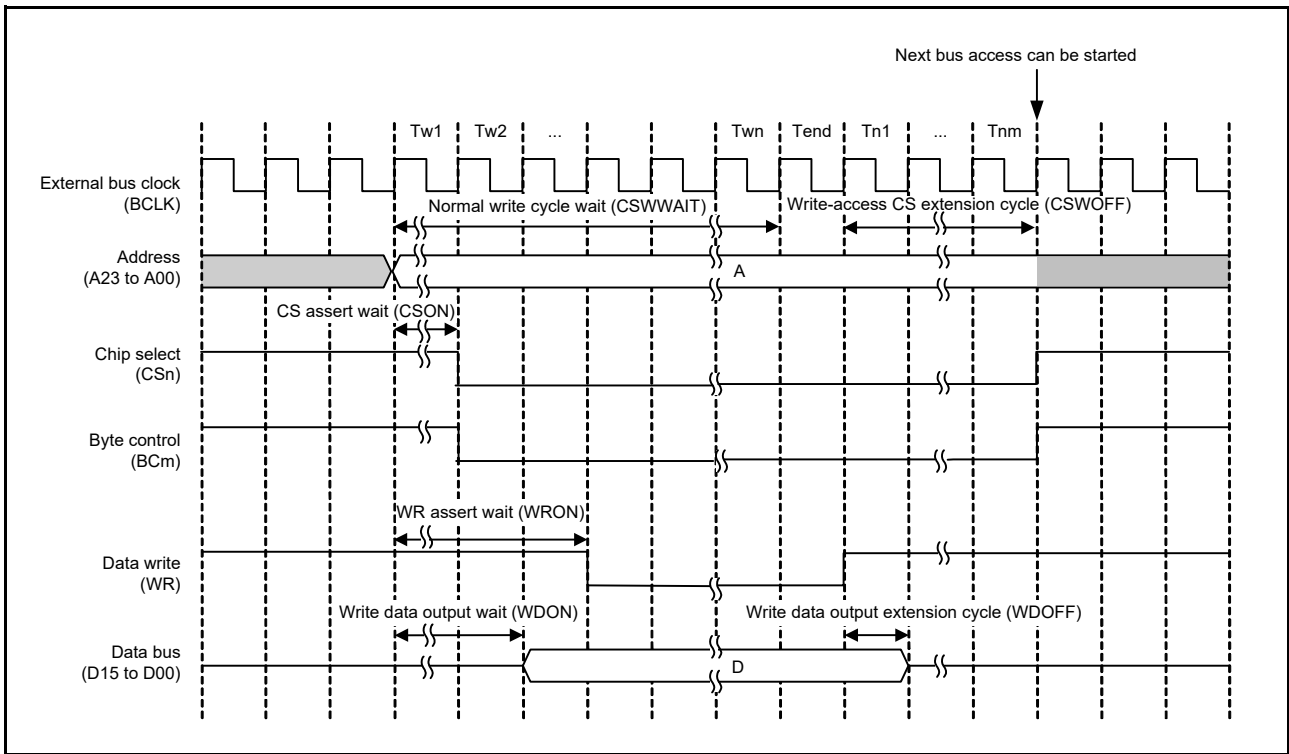 Next bus access can be started
Tw1 Tw2 ... Twn Tend Tn1 ... Tnm
External bus clock
(BCLK)
Normal write cycle wait (CSWWAIT) Write-access CS extension cycle (CSWOFF)
Address
(A23 to A00)
A
CS assert wait (CSON)
Chip select
(CSn)
Byte control
(BCm)
WR assert wait (WRON)
Data write
(WR)
Write data output wait (WDON) Write data output extension cycle (WDOFF)
Data bus
(D15 to D00)
D